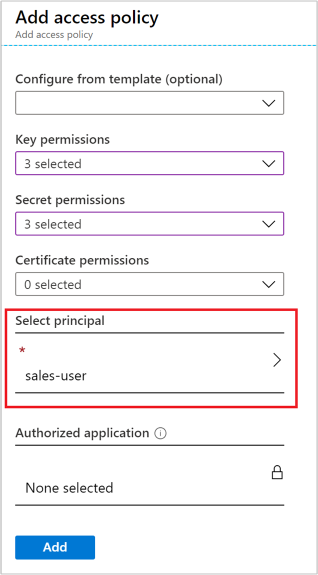 Add access policy
Add access policy
Configure from template (optional)
Key permissions
3 selected
Secret permissions
3 selected
Certificate permissions
0 selected
Select principal
*
sales-user
Authorized application
None selected
Add